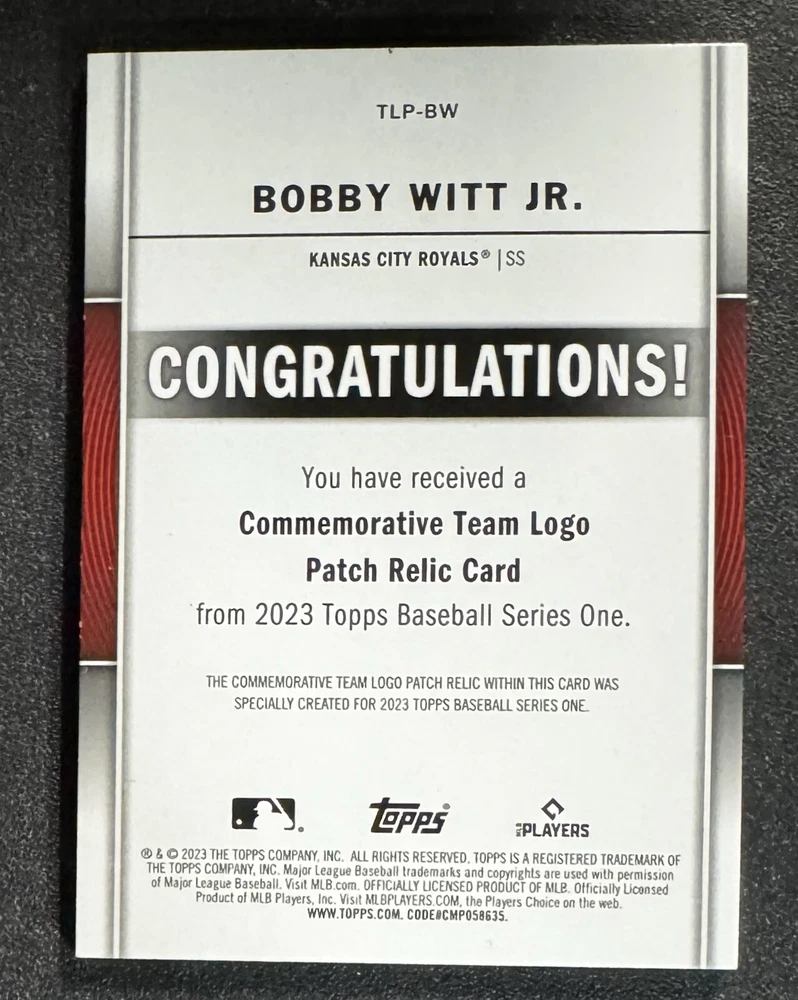 TLP-BW
BOBBY WITT JR.
KANSAS CITY ROYALS® | SS
CONGRATULATIONS!
You have received a
Commemorative Team Logo
Patch Relic Card
from 2023 Topps Baseball Series One.
THE COMMEMORATIVE TEAM LOGO PATCH RELIC WITHIN THIS CARD WAS
SPECIALLY CREATED FOR 2023 TOPPS BASEBALL SERIES ONE.
topps® PLAYERS
® & © 2023 THE TOPPS COMPANY, INC. ALL RIGHTS RESERVED. TOPPS IS A REGISTERED TRADEMARK OF
THE TOPPS COMPANY, INC. Major League Baseball trademarks and copyrights are used with permission
of Major League Baseball. Visit MLB.com. OFFICIALLY LICENSED PRODUCT OF MLB. Officially Licensed
Product of MLB Players, Inc. Visit MLBPLAYERS.COM, the Players Choice on the web.
WWW.TOPPS.COM. CODE#CMP058635.